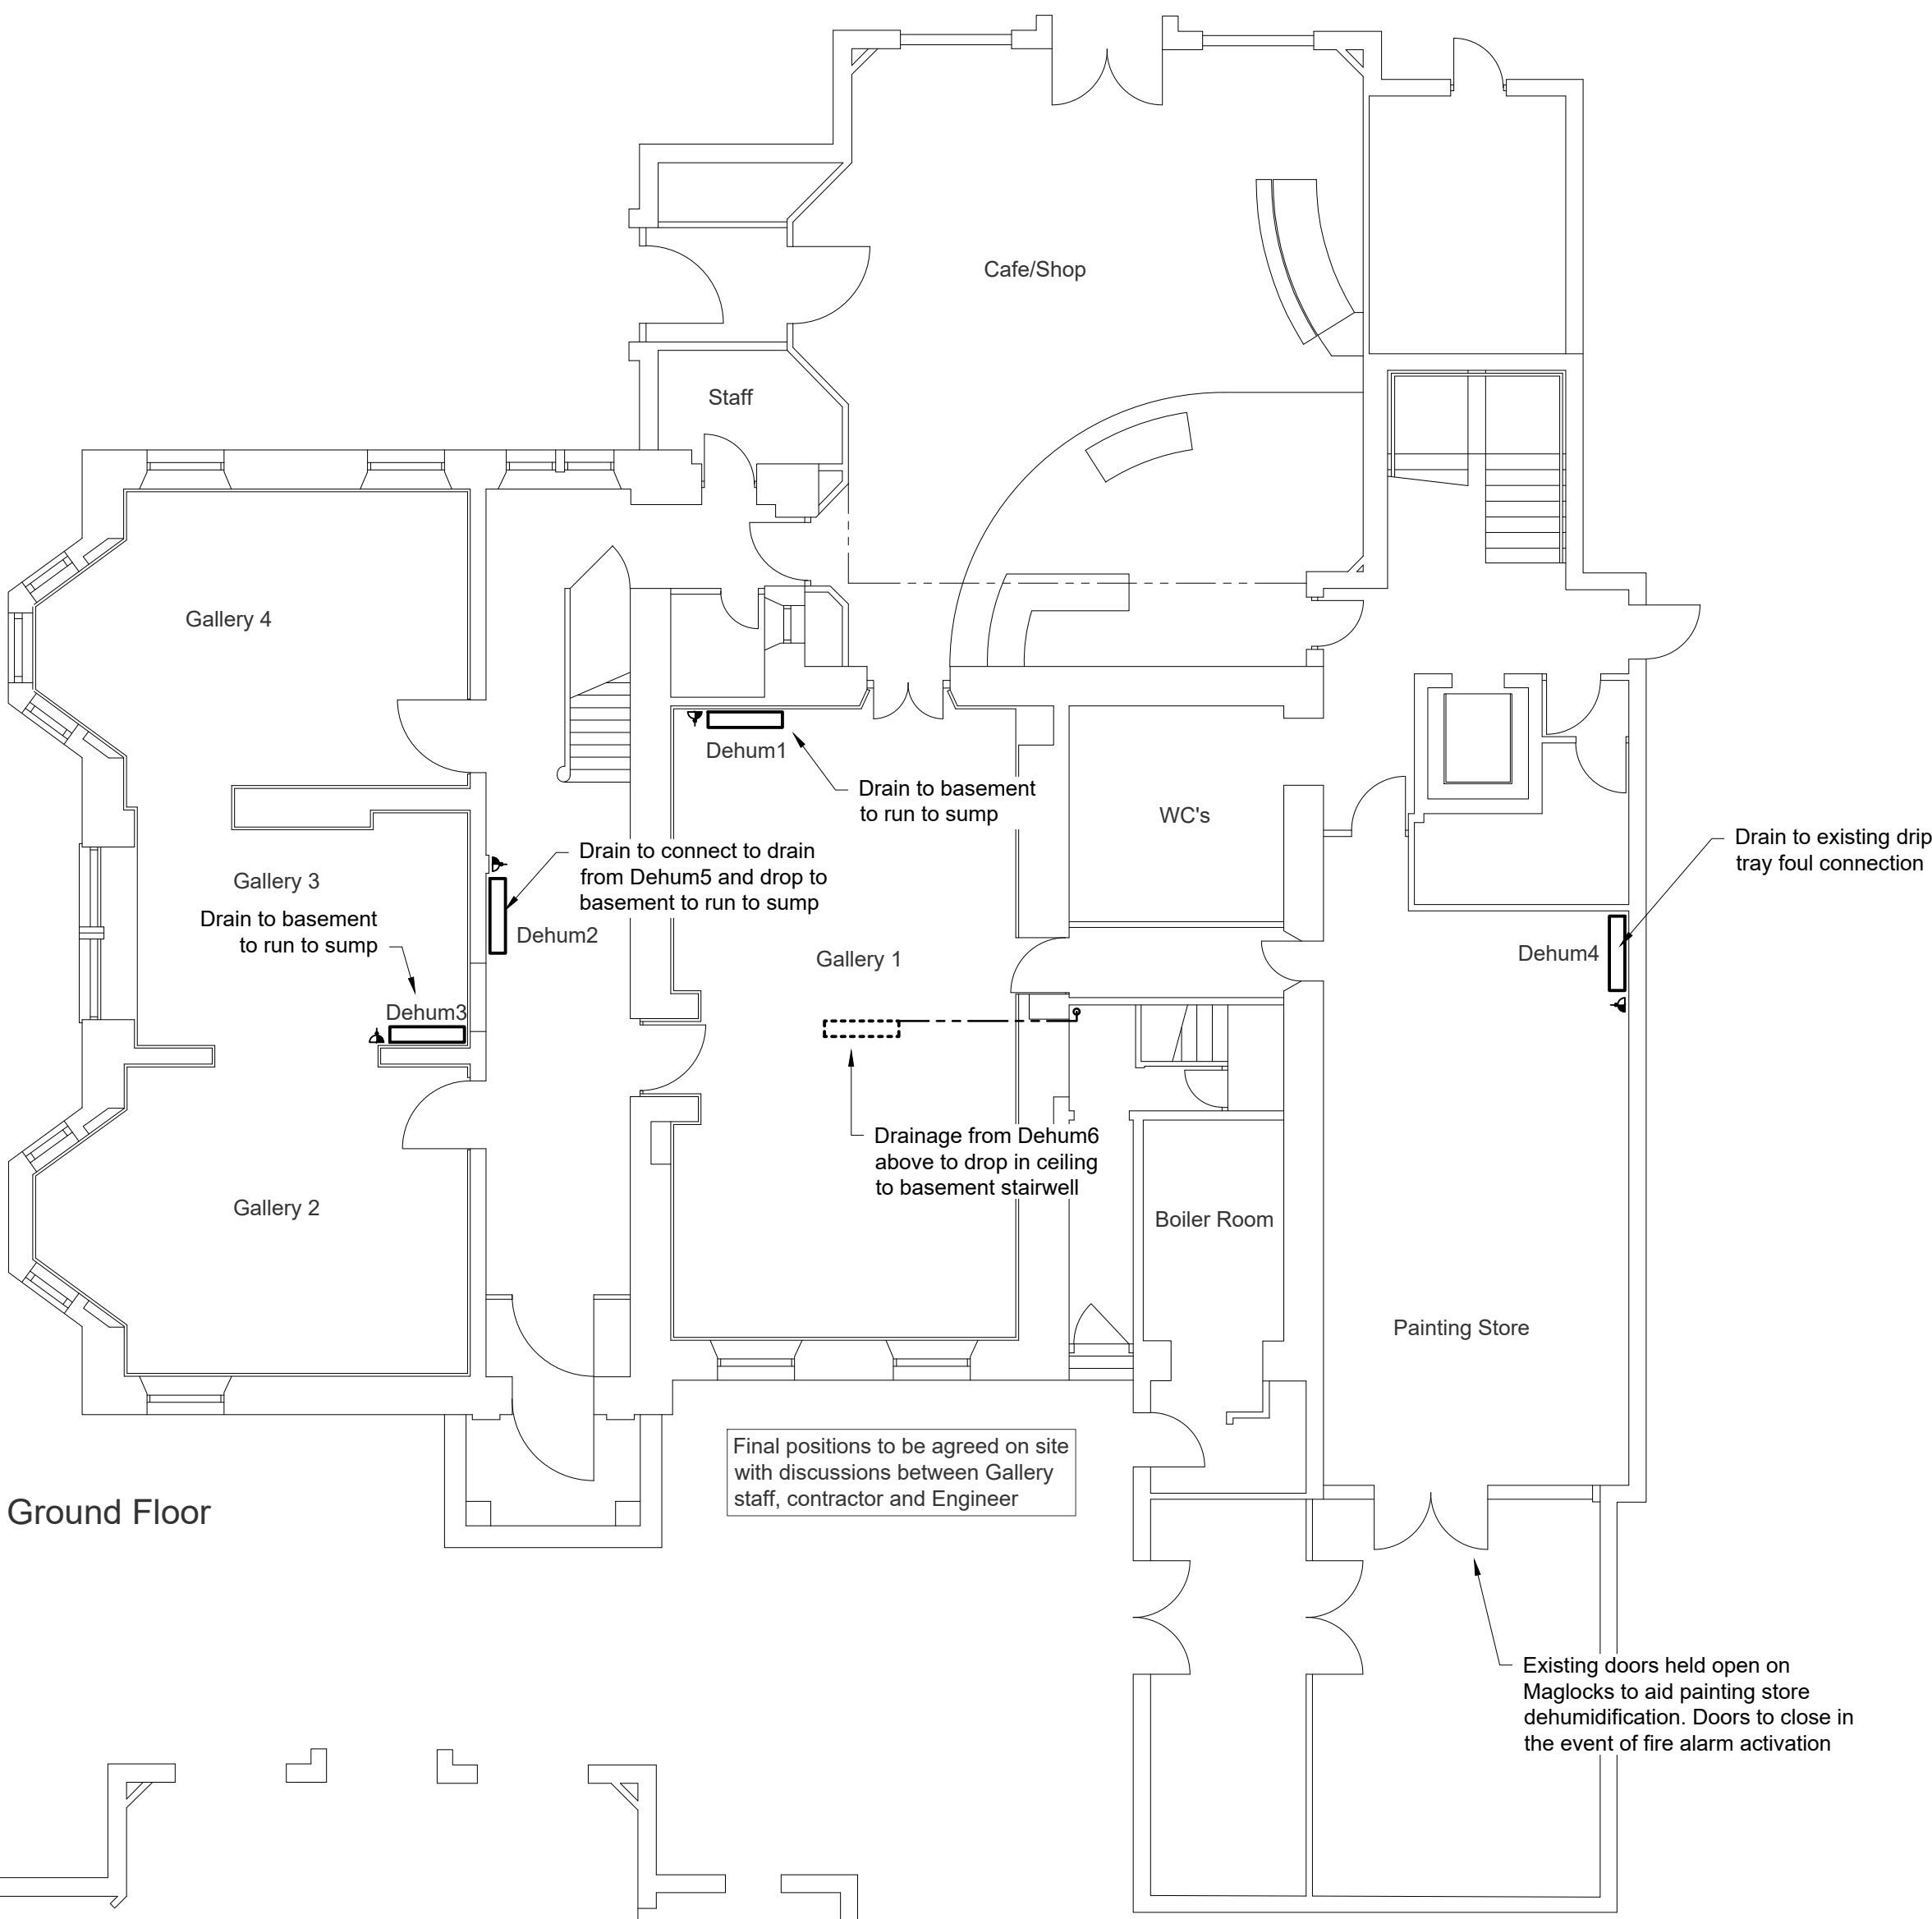 Cafe/Shop
Staff
Gallery 4
Dehum1
Drain to basement
to run to sump
WC's
Drain to existing drip
tray foul connection
Drain to connect to drain
from Dehum5 and drop to
basement to run to sump
Gallery 3
Drain to basement
to run to sump
Dehum2
Gallery 1
Dehum4
Dehum3
Drainage from Dehum6
above to drop in ceiling
to basement stairwell
Gallery 2
Boiler Room
Painting Store
Final positions to be agreed on site
with discussions between Gallery
staff, contractor and Engineer
Ground Floor
Existing doors held open on
Maglocks to aid painting store
dehumidification. Doors to close in
the event of fire alarm activation